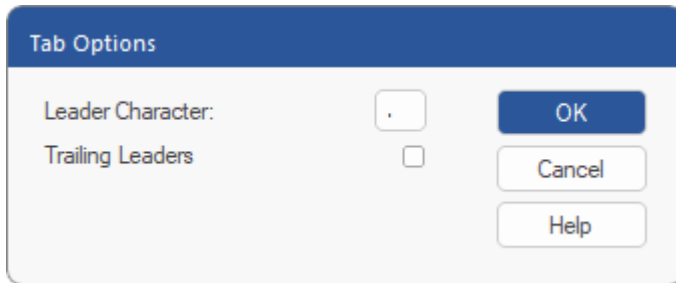 Tab Options
Leader Character: .
OK
Trailing Leaders
Cancel
Help